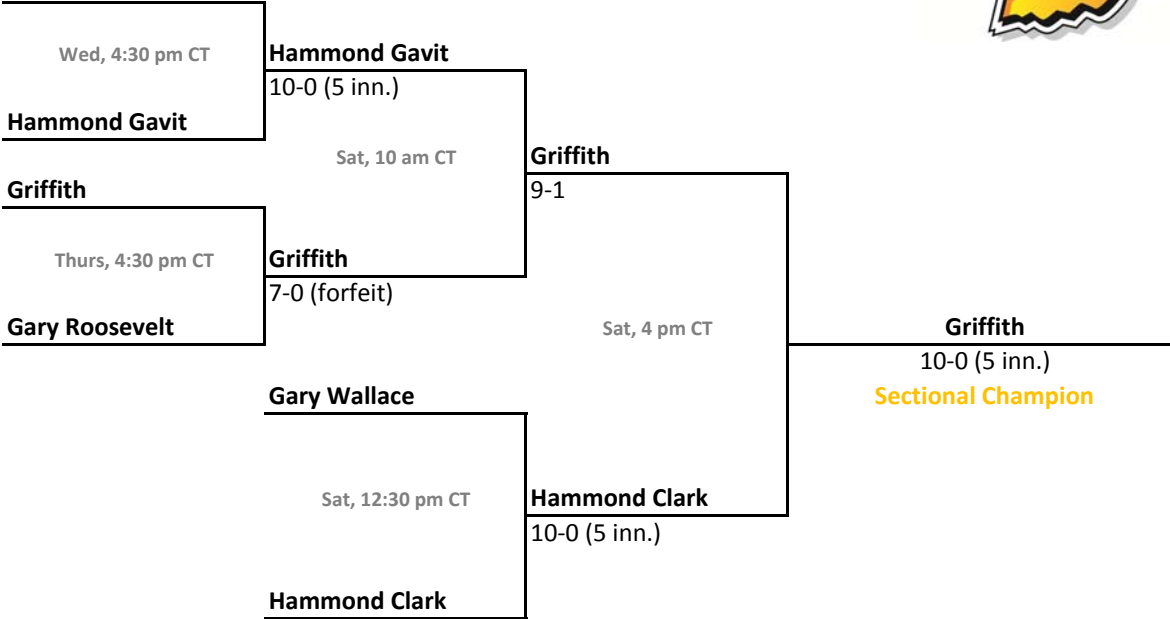 Wed, 4:30 pm CT
Hammond Gavit
10-0 (5 inn.)
Hammond Gavit
Sat, 10 am CT
Griffith
9-1
Griffith
Thurs, 4:30 pm CT
Griffith
7-0 (forfeit)
Gary Roosevelt
Sat, 4 pm CT
Griffith
10-0 (5 inn.)
Sectional Champion
Gary Wallace
Sat, 12:30 pm CT
Hammond Clark
10-0 (5 inn.)
Hammond Clark